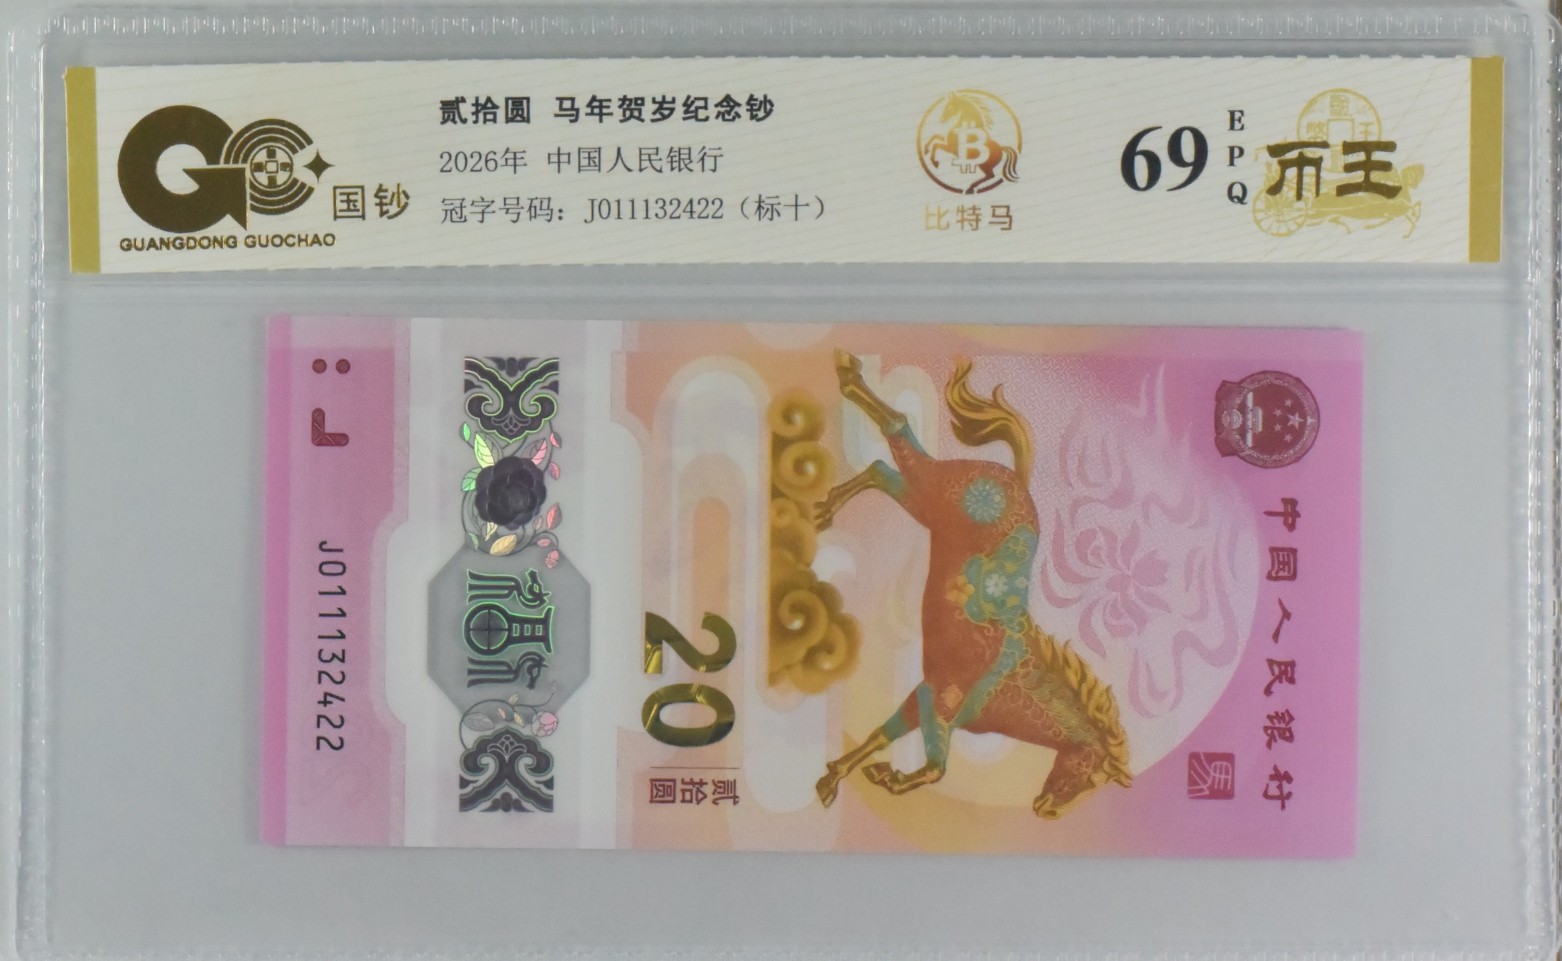 贰拾圆 马年贺岁纪念钞
2026年 中国人民银行
冠字号码：J011132422（标十）
国钞
GUANGDONG GUOCHAO
B
比特马
69
EPQ
币王
中国人民银行
20
贰拾圆
J011132422